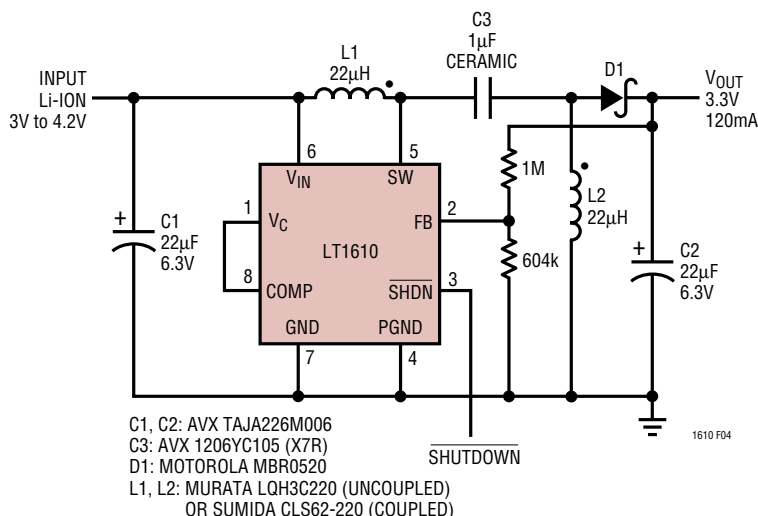 C3
1µF
CERAMIC
L1
22µH
D1
INPUT
Li-ION
3V to 4.2V
VOUT
3.3V
120mA
6
5
VIN
SW
1M
1
VC
2
FB
L2
22µH
+
C1
22µF
6.3V
LT1610
8
COMP
3
SHDN
604k
+
C2
22µF
6.3V
GND
PGND
7
4
C1, C2: AVX TAJA226M006
C3: AVX 1206YC105 (X7R)
D1: MOTOROLA MBR0520
L1, L2: MURATA LQH3C220 (UNCOUPLED)
OR SUMIDA CLS62-220 (COUPLED)
SHUTDOWN
1610 F04